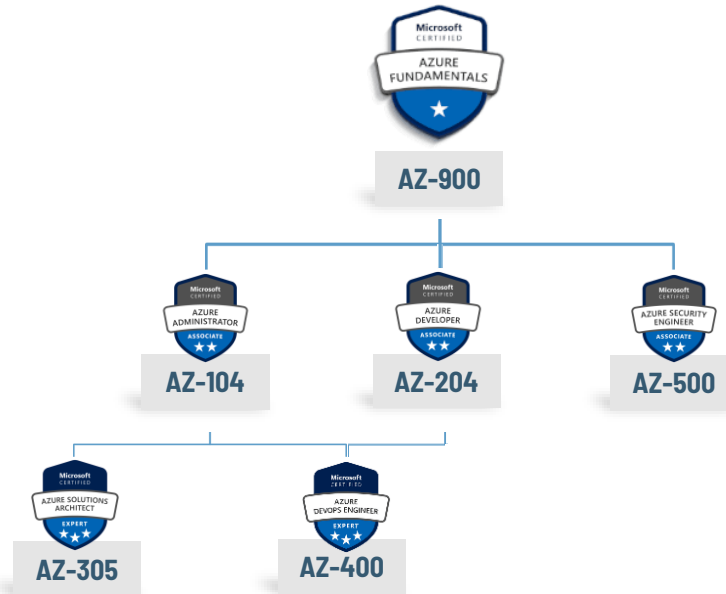 Microsoft
CERTIFIED
AZURE
FUNDAMENTALS
AZ-900
Microsoft
CERTIFIED
AZURE
ADMINISTRATOR
ASSOCIATE
AZ-104
Microsoft
CERTIFIED
AZURE
DEVELOPER
ASSOCIATE
AZ-204
Microsoft
CERTIFIED
AZURE SECURITY
ENGINEER
ASSOCIATE
AZ-500
Microsoft
CERTIFIED
AZURE SOLUTIONS
ARCHITECT
EXPERT
AZ-305
Microsoft
CERTIFIED
AZURE
DEVOPS ENGINEER
EXPERT
AZ-400